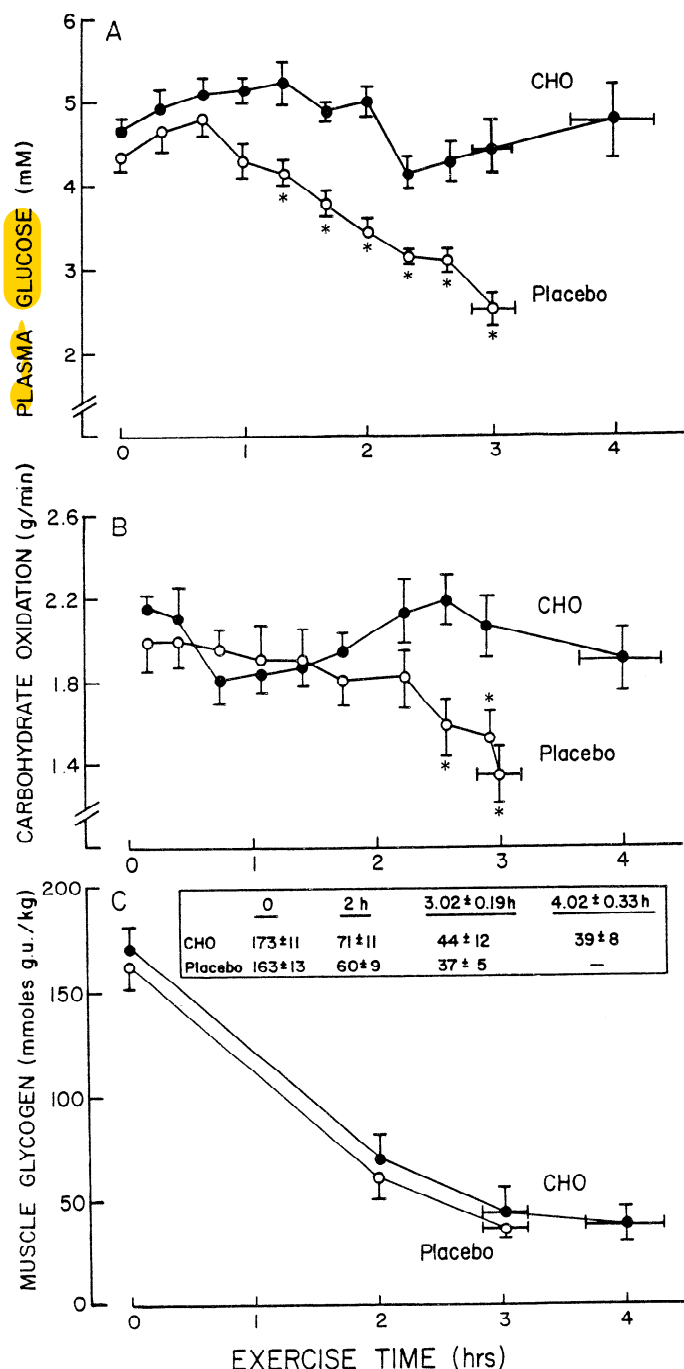 A
6
5
4
3
2
PLASMA GLUCOSE (mM)
CHO
Placebo
*
*
*
*
*
*
0
1
2
3
4
B
2.6
2.2
1.8
1.4
CARBOHYDRATE OXIDATION (g/min)
CHO
Placebo
*
*
*
0
1
2
3
4
C
200
150
100
50
0
MUSCLE GLYCOGEN (mmoles g.u./kg)
0 2 h 3.02±0.19h 4.02±0.33h
CHO 173±11 71±11 44±12 39±8
Placebo 163±13 60±9 37±5 —
CHO
Placebo
0
1
2
3
4
EXERCISE TIME (hrs)